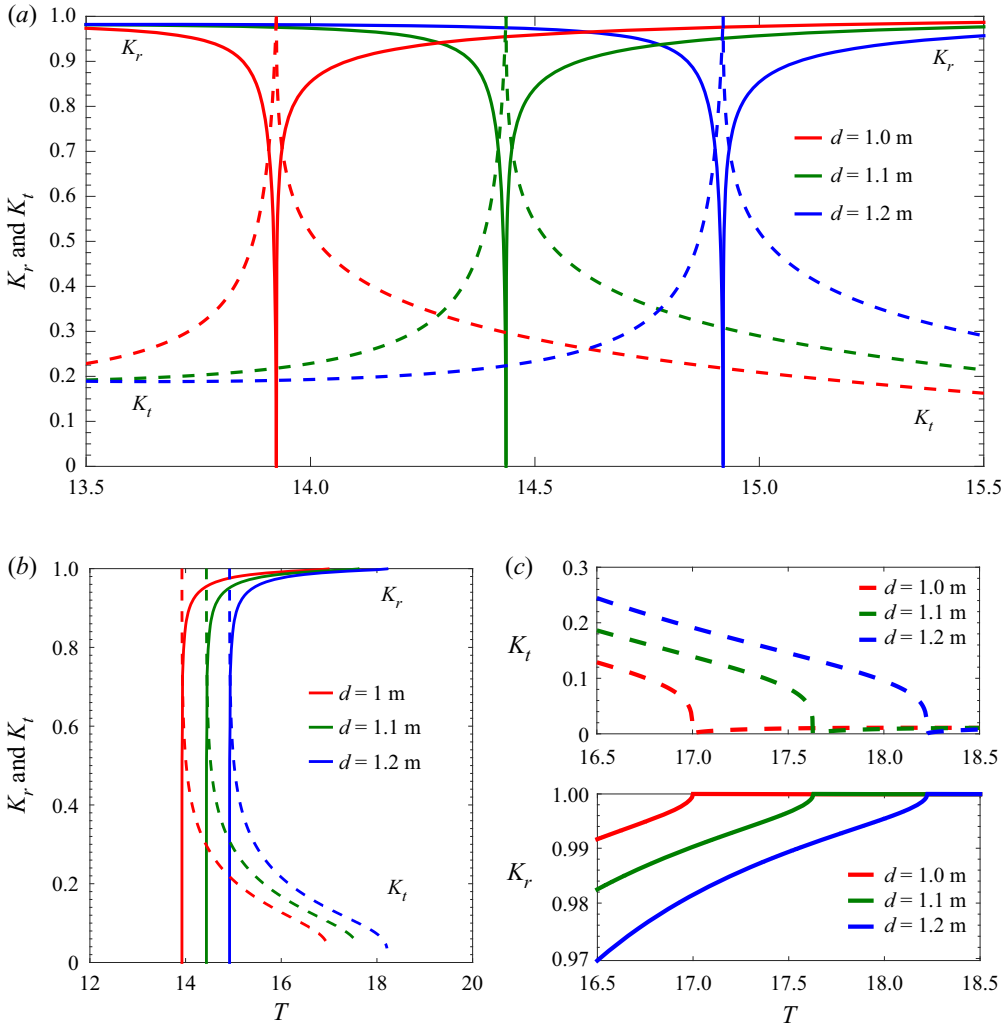 (a)
1.0
0.9
0.8
0.7
0.6
0.5
0.4
0.3
0.2
0.1
0
K_r and K_t
K_r
K_r
d = 1.0 m
d = 1.1 m
d = 1.2 m
K_t
K_t
13.5
14.0
14.5
15.0
15.5
(b)
1.0
0.8
0.6
0.4
0.2
0
K_r and K_t
K_r
d = 1 m
d = 1.1 m
d = 1.2 m
K_t
12
14
16
18
20
T
(c)
0.3
0.2
0.1
0
K_t
d = 1.0 m
d = 1.1 m
d = 1.2 m
16.5
17.0
17.5
18.0
18.5
1.00
0.99
0.98
0.97
K_r
d = 1.0 m
d = 1.1 m
d = 1.2 m
16.5
17.0
17.5
18.0
18.5
T